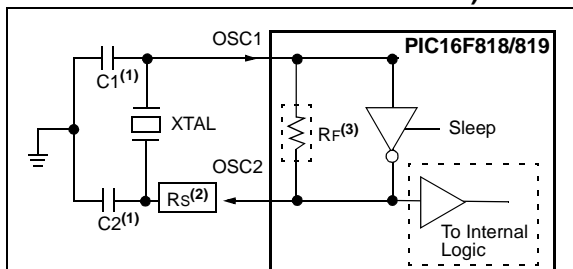 OSC1
PIC16F818/819
C1(1)
XTAL
RF(3)
Sleep
OSC2
RS(2)
C2(1)
To Internal
Logic